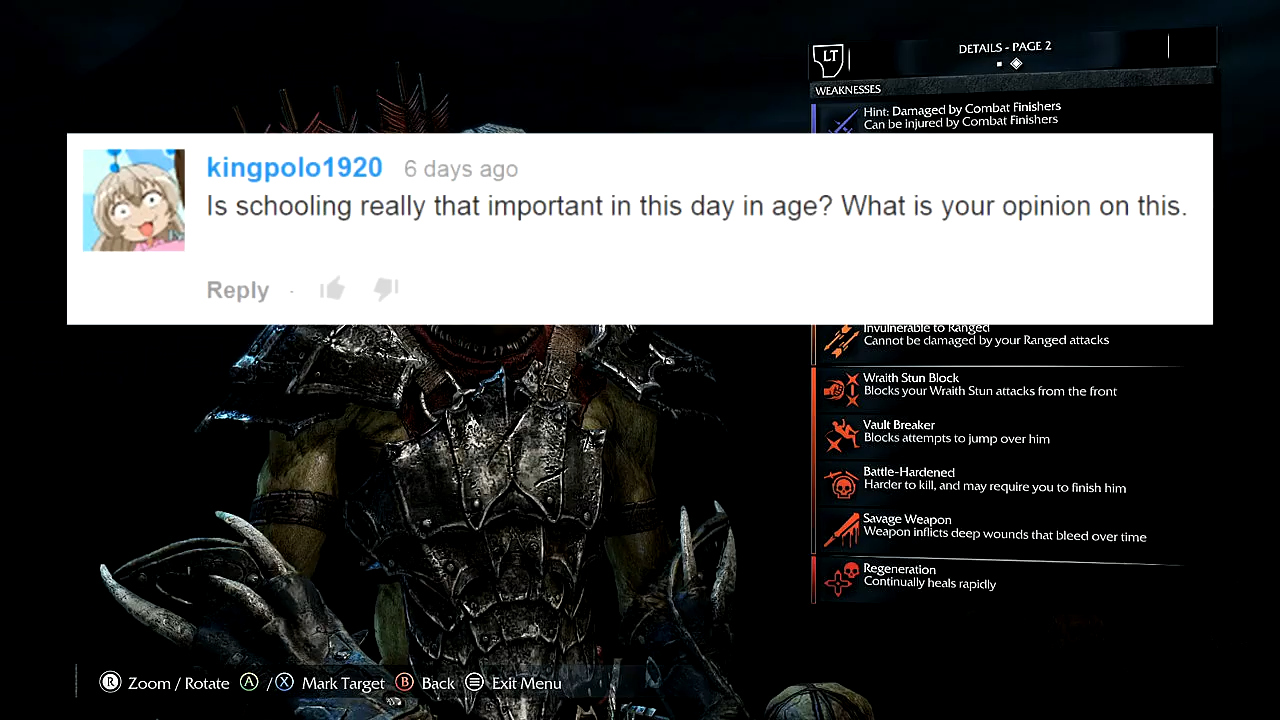 LT
DETAILS - PAGE 2
WEAKNESSES
Hint: Damaged by Combat Finishers
Can be injured by Combat Finishers
kingpolo1920 6 days ago
Is schooling really that important in this day in age? What is your opinion on this.
Reply
Invulnerable to Ranged
Cannot be damaged by your Ranged attacks
Wraith Stun Block
Blocks your Wraith Stun attacks from the front
Vault Breaker
Blocks attempts to jump over him
Battle-Hardened
Harder to kill, and may require you to finish him
Savage Weapon
Weapon inflicts deep wounds that bleed over time
Regeneration
Continually heals rapidly
R Zoom / Rotate A / X Mark Target B Back Exit Menu